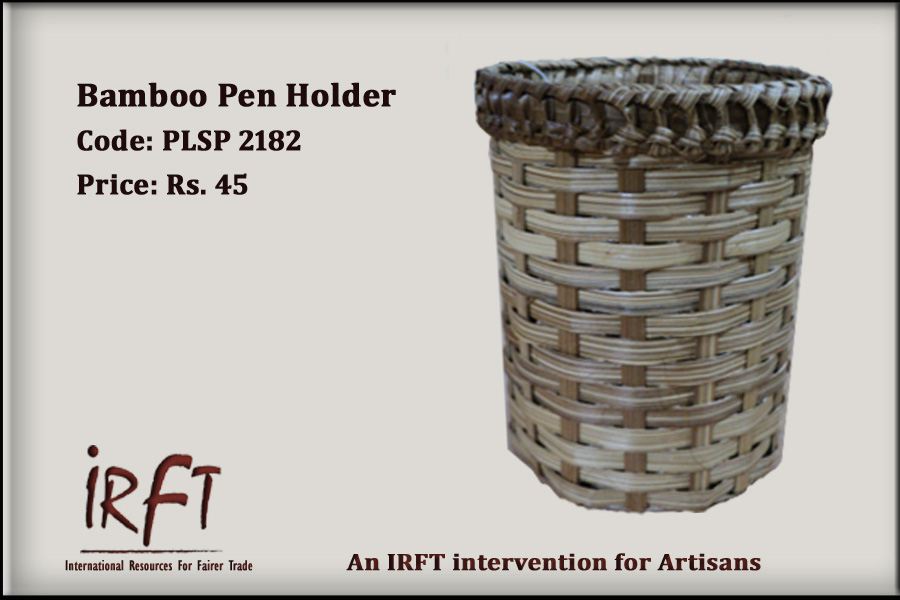 Bamboo Pen Holder
Code: PLSP 2182
Price: Rs. 45
iRFT
International Resources For Fairer Trade
An IRFT intervention for Artisans